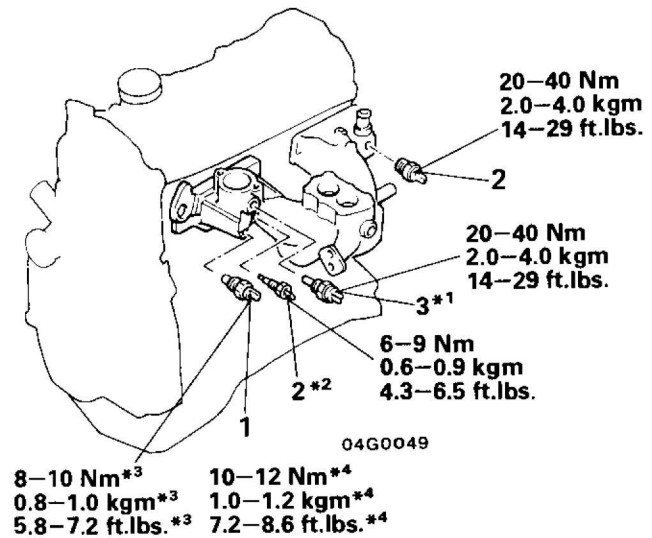 20–40 Nm
2.0–4.0 kgm
14–29 ft.lbs.
2
20–40 Nm
2.0–4.0 kgm
14–29 ft.lbs.
3*1
6–9 Nm
0.6–0.9 kgm
4.3–6.5 ft.lbs.
2*2
1
04G0049
8–10 Nm*3
0.8–1.0 kgm*3
5.8–7.2 ft.lbs.*3
10–12 Nm*4
1.0–1.2 kgm*4
7.2–8.6 ft.lbs.*4